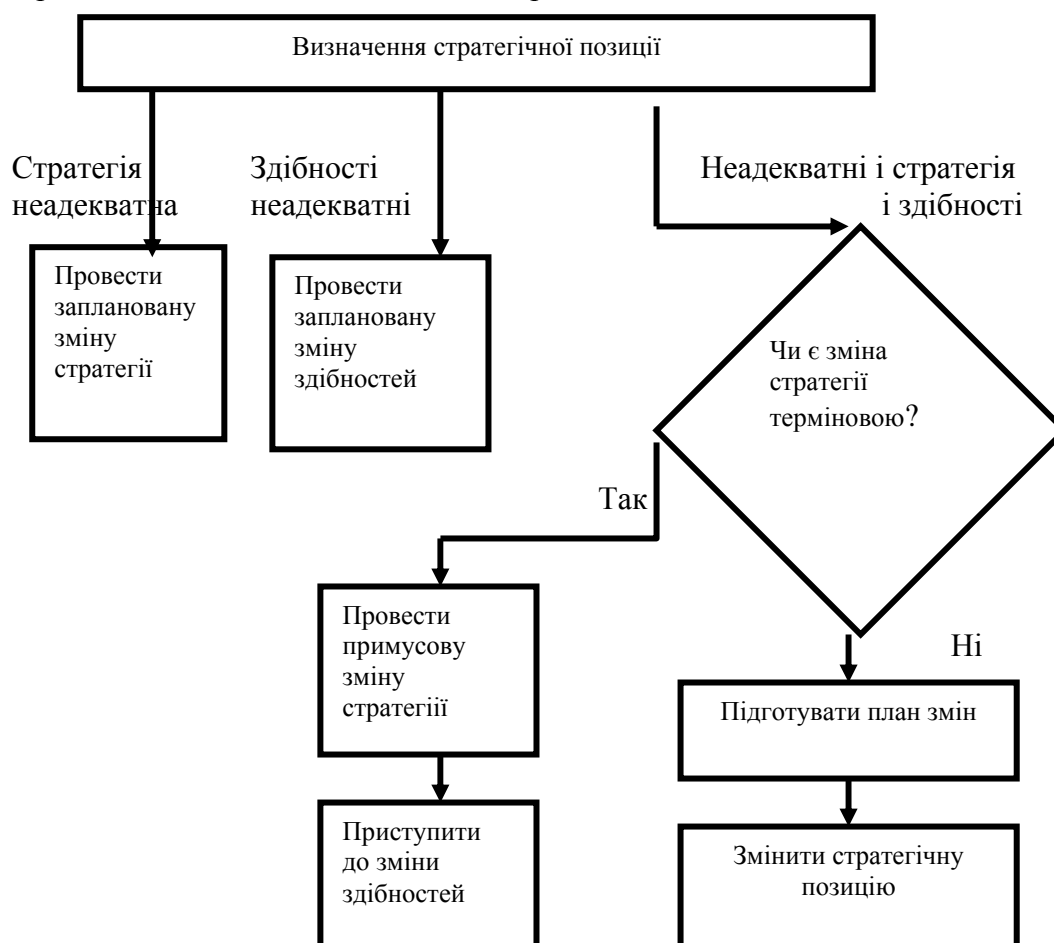 Визначення стратегічної позиції
Стратегія
неадекватна
Здібності
неадекватні
Неадекватні і стратегія
і здібності
Провести
заплановану
зміну
стратегії
Провести
заплановану
зміну
здібностей
Чи є зміна
стратегії
терміновою?
Так
Ні
Провести
примусову
зміну
стратегіії
Підготувати план змін
Приступити
до зміни
здібностей
Змінити стратегічну
позицію